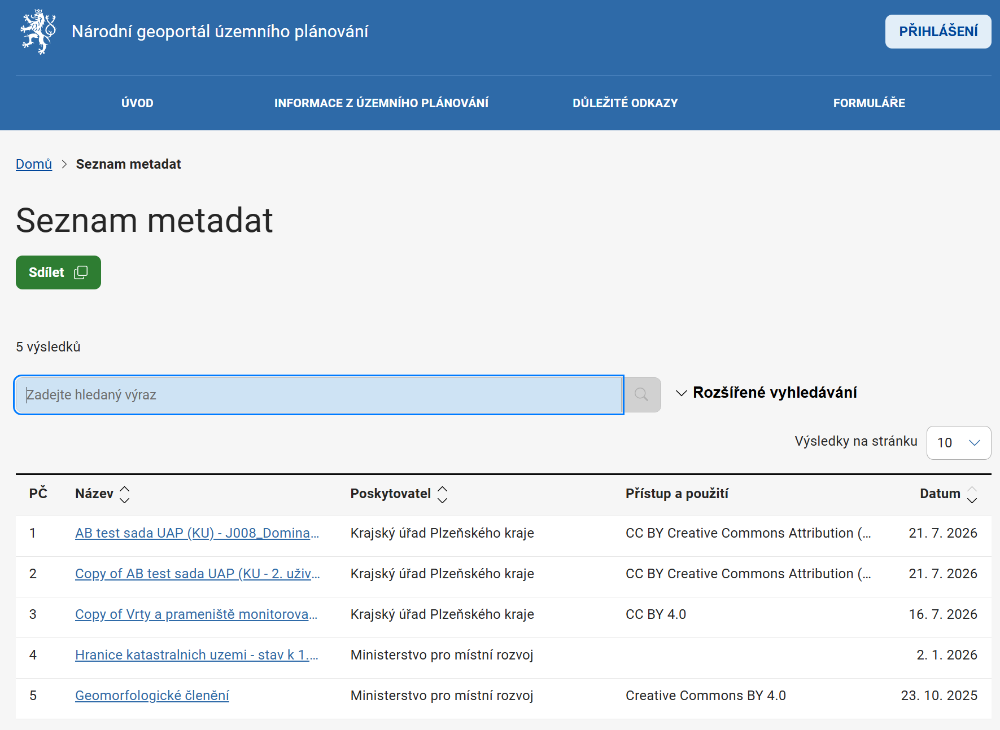 Národní geoportál územního plánování
PŘIHLÁŠENÍ
ÚVOD
INFORMACE Z ÚZEMNÍHO PLÁNOVÁNÍ
DŮLEŽITÉ ODKAZY
FORMULÁŘE
Domů > Seznam metadat
Seznam metadat
Sdílet
5 výsledků
Zadejte hledaný výraz
Rozšířené vyhledávání
Výsledky na stránku 10
PČ Název Poskytovatel Přístup a použití Datum
1 AB test sada UAP (KU) - J008_Domina... Krajský úřad Plzeňského kraje CC BY Creative Commons Attribution (... 21. 7. 2026
2 Copy of AB test sada UAP (KU - 2. uživ... Krajský úřad Plzeňského kraje CC BY Creative Commons Attribution (... 21. 7. 2026
3 Copy of Vrty a prameniště monitorova... Krajský úřad Plzeňského kraje CC BY 4.0 16. 7. 2026
4 Hranice katastralnich uzemi - stav k 1.... Ministerstvo pro místní rozvoj 2. 1. 2026
5 Geomorfologické členění Ministerstvo pro místní rozvoj Creative Commons BY 4.0 23. 10. 2025